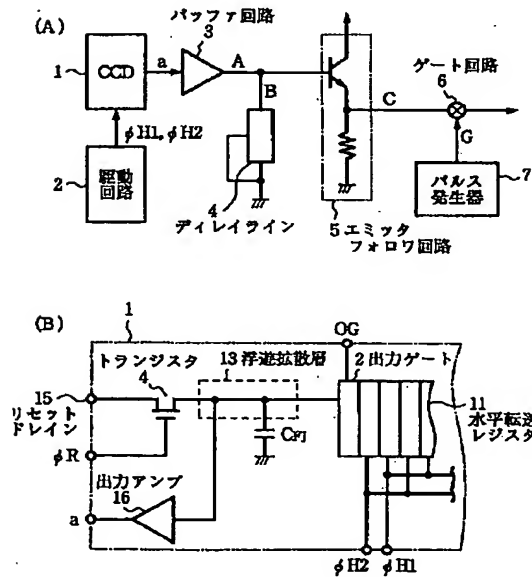 (A)
バッファ回路
3
1
CCD
a
A
B
C
ゲート回路
6
G
φH1,φH2
2
駆動
回路
4
ディレイライン
5エミッタ
フォロワ回路
パルス
発生器
7
(B)
1
OG
トランジスタ
4
13浮遊拡散層
2出力ゲート
15
リセット
ドレイン
φR
11
水平転送
レジスタ
出力アンプ
16
a
φH2
φH1